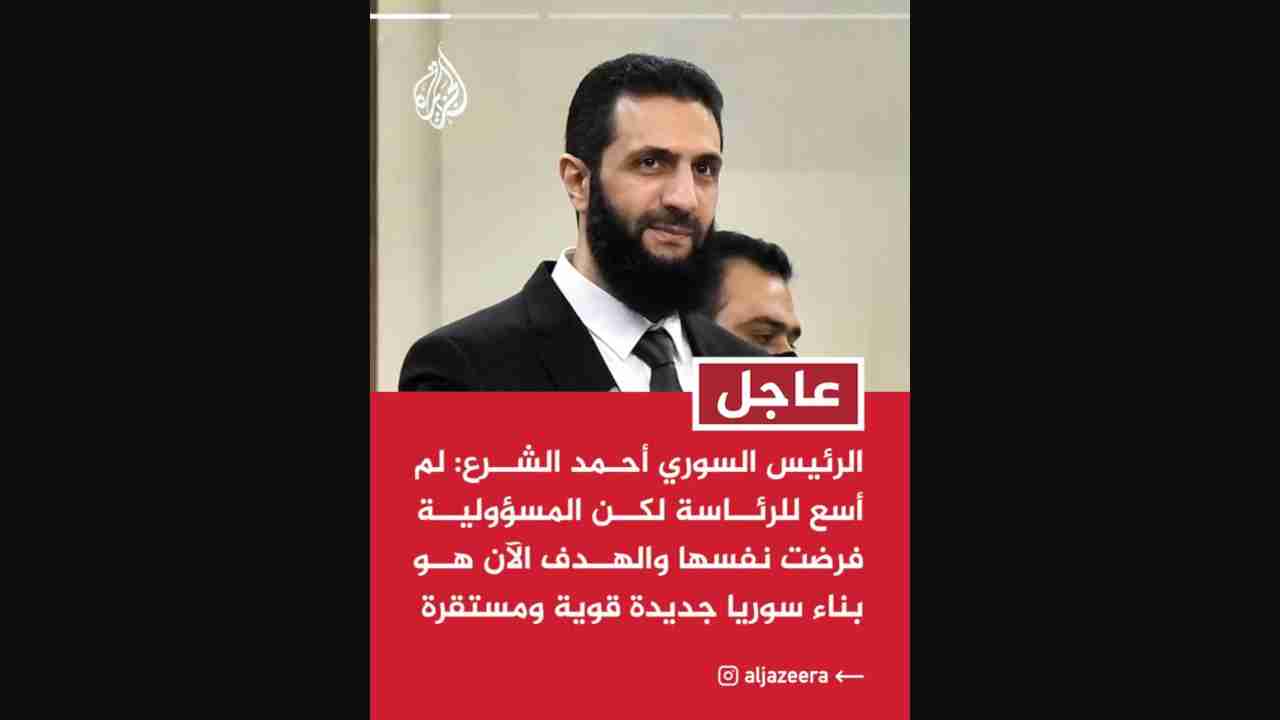 الجزيرة
عاجل
الرئيس السوري أحمد الشرع: لم
أسع للرئاسة لكن المسؤولية
فرضت نفسها والهدف الآن هو
بناء سوريا جديدة قوية ومستقرة
aljazeera